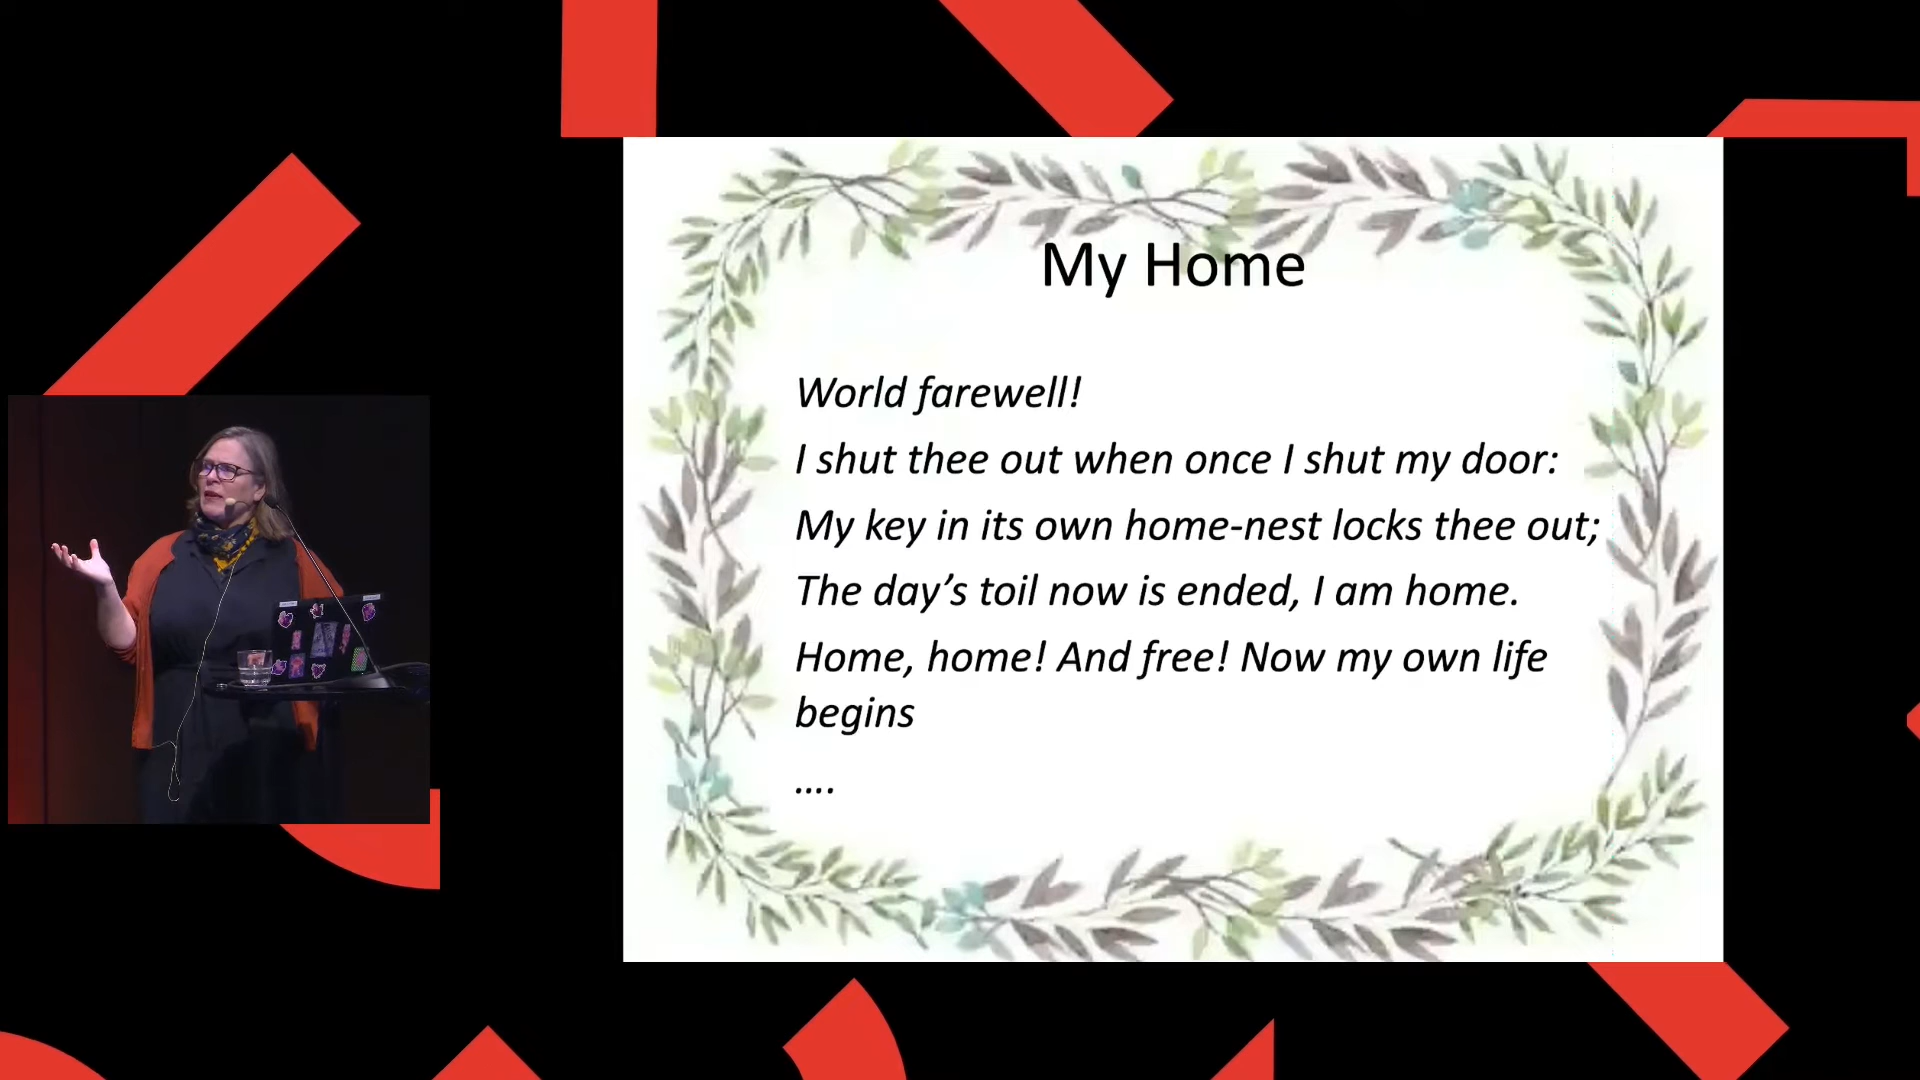 My Home
World farewell!
I shut thee out when once I shut my door:
My key in its own home-nest locks thee out;
The day’s toil now is ended, I am home.
Home, home! And free! Now my own life
begins
....